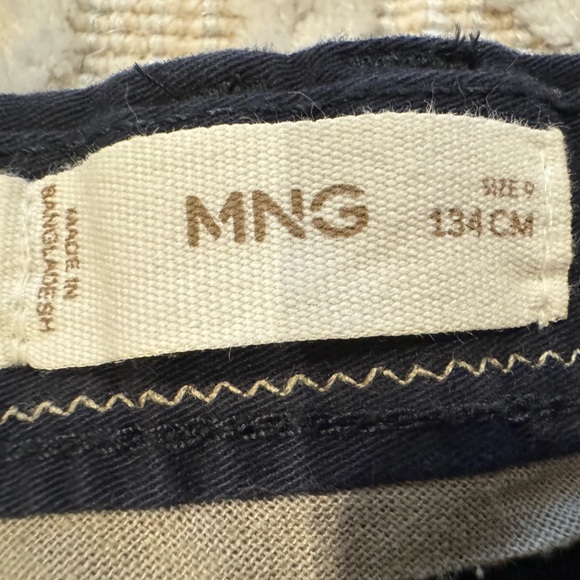 MADE IN
BANGLADESH
MNG
SIZE 9
134 CM